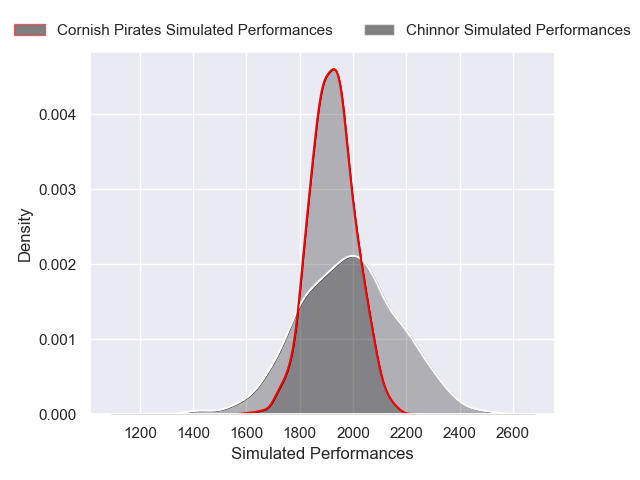 Cornish Pirates Simulated Performances Chinnor Simulated Performances
0.004
0.003
0.002
0.001
0.000
Density
1200 1400 1600 1800 2000 2200 2400 2600
Simulated Performances